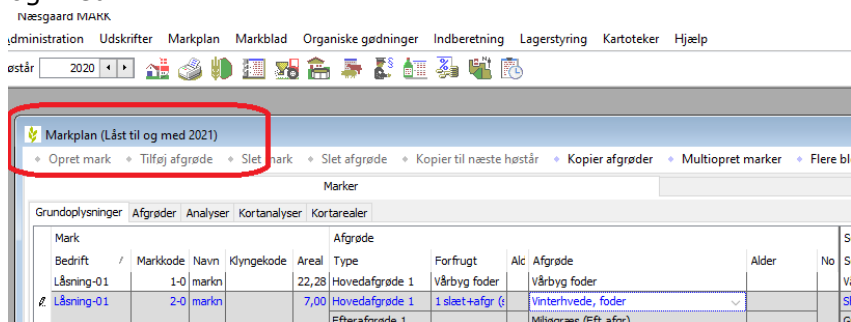 Næsgaard MARK
dministration Udskrifter Markplan Markblad Organiske gødninger Indberetning Lagerstyring Kartoteker Hjælp
østår 2020
Markplan (Låst til og med 2021)
Opret mark Tilføj afgrøde Slet mark Slet afgrøde Kopier til næste høstår Kopier afgrøder Multiopret marker Flere bl
Marker
Grundoplysninger Afgrøder Analyser Kortanalyser Kortarealer
Mark Afgrøde S
Bedrift / Markkode Navn Klyngekode Areal Type Forfrugt Ald Afgrøde Alder No S
Låsning-01 1-0 markn 22,28 Hovedafgrøde 1 Vårbyg foder Vårbyg foder
Låsning-01 2-0 markn 7,00 Hovedafgrøde 1 1 slæt+afgr (s Vinterhvede, foder
Efterafgrøde 1 Miljøgræs (Eft.afgr)